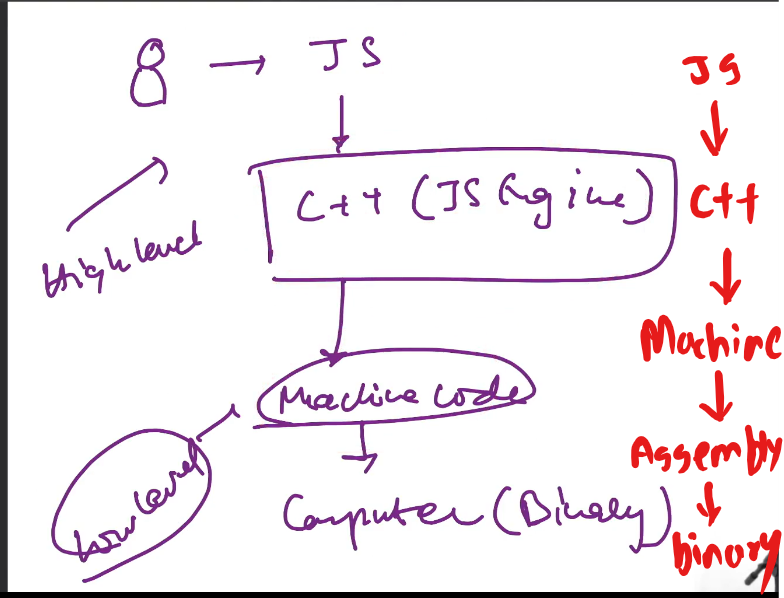 8 → JS
High level
C++ (JS Engine)
Machine code
Low level
Computer (Binary)
JS
C++
Machine
Assembly
binary